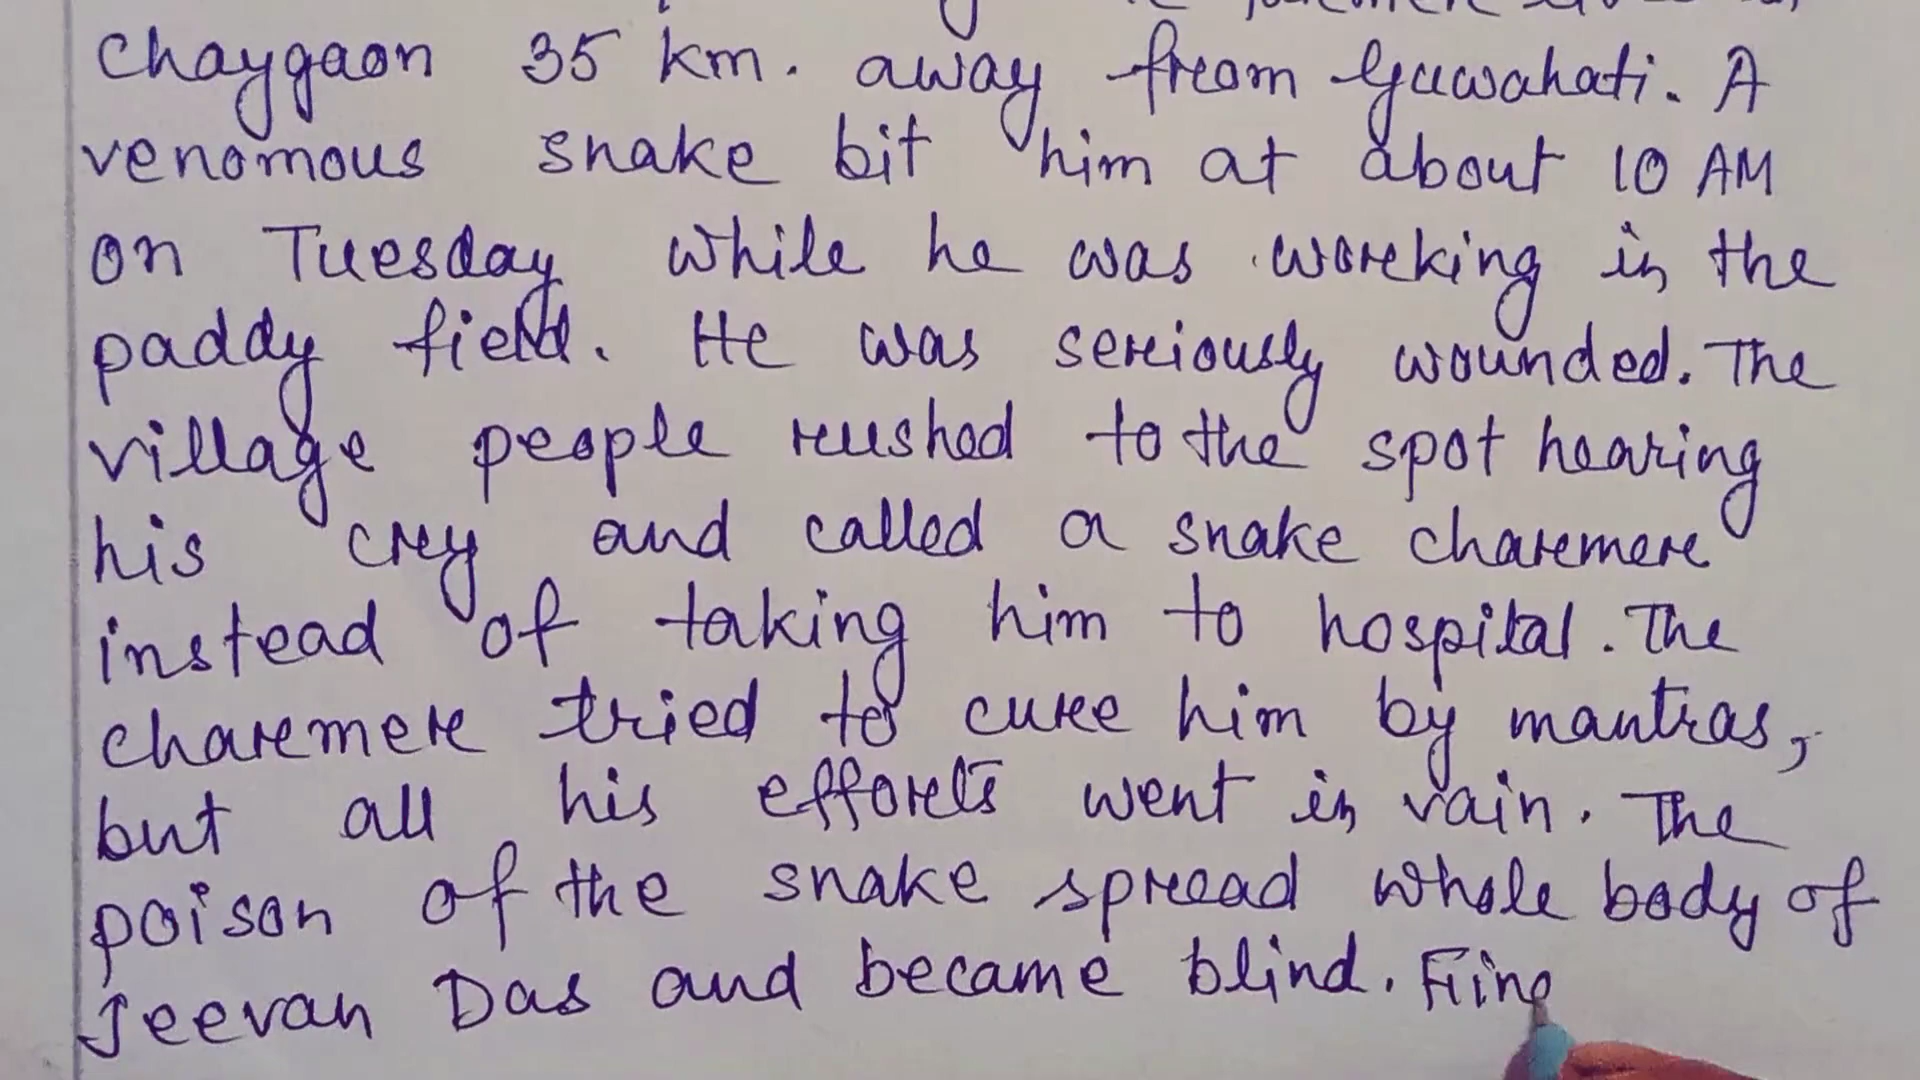 Chaygaon 35 km. away from Guwahati. A
venomous snake bit him at about 10 AM
on Tuesday while he was working in the
paddy field. He was seriously wounded. The
village people rushed to the spot hearing
his cry and called a snake charmer
instead of taking him to hospital. The
charmer tried to cure him by mantras,
but all his efforts went in vain. The
poison of the snake spread whole body of
Jeevan Das and became blind. Fina